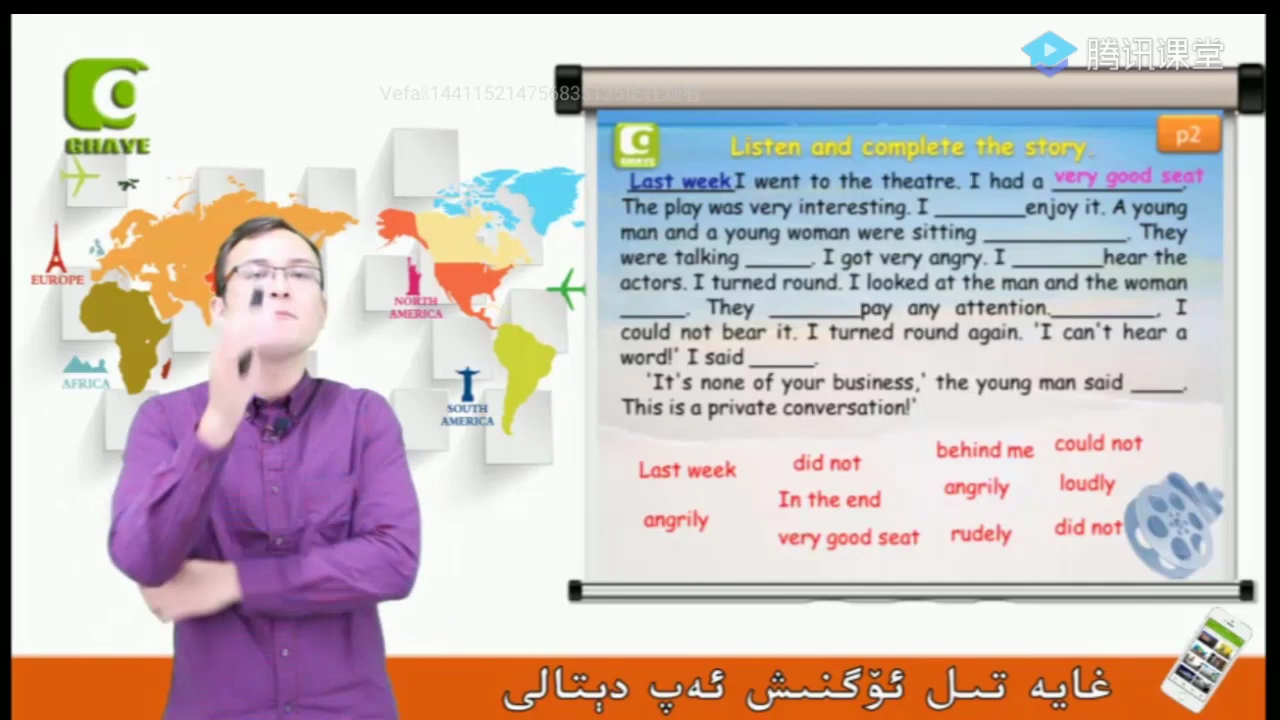 腾讯课堂
GHAYE
p2
GHAYE
Listen and complete the story.
Last week I went to the theatre. I had a very good seat.
The play was very interesting. I ________enjoy it. A young
man and a young woman were sitting ____________. They
were talking ______. I got very angry. I ________hear the
actors. I turned round. I looked at the man and the woman
______. They ________pay any attention._________, I
could not bear it. I turned round again. 'I can't hear a
word!' I said ______.
'It's none of your business,' the young man said ____.
This is a private conversation!'
Last week
did not
behind me
could not
In the end
angrily
loudly
angrily
very good seat
rudely
did not
EUROPE
AFRICA
NORTH
AMERICA
SOUTH
AMERICA
غايە تىل ئۆگىنىش ئەپ دېتالى